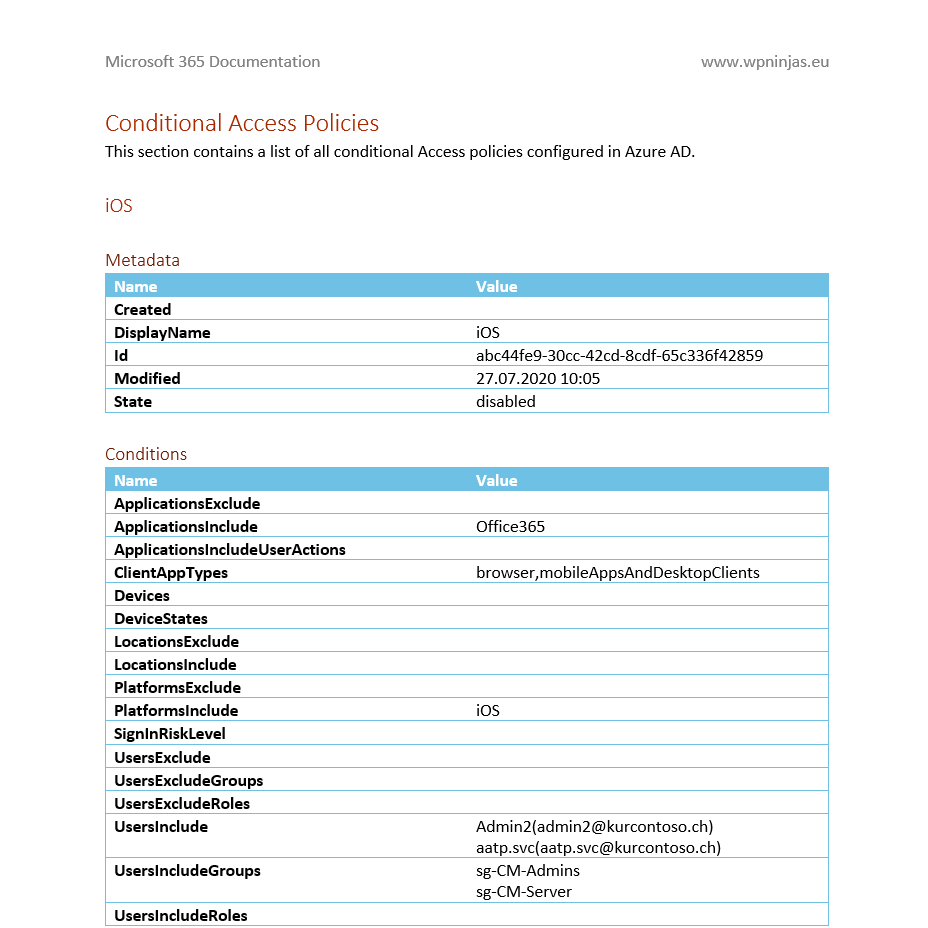 Microsoft 365 Documentation www.wpninjas.eu
Conditional Access Policies
This section contains a list of all conditional Access policies configured in Azure AD.
iOS
Metadata
Name Value
Created
DisplayName iOS
Id abc44fe9-30cc-42cd-8cdf-65c336f42859
Modified 27.07.2020 10:05
State disabled
Conditions
Name Value
ApplicationsExclude
ApplicationsInclude Office365
ApplicationsIncludeUserActions
ClientAppTypes browser,mobileAppsAndDesktopClients
Devices
DeviceStates
LocationsExclude
LocationsInclude
PlatformsExclude
PlatformsInclude iOS
SignInRiskLevel
UsersExclude
UsersExcludeGroups
UsersExcludeRoles
UsersInclude Admin2(admin2@kurcontoso.ch)
aatp.svc(aatp.svc@kurcontoso.ch)
UsersIncludeGroups sg-CM-Admins
sg-CM-Server
UsersIncludeRoles